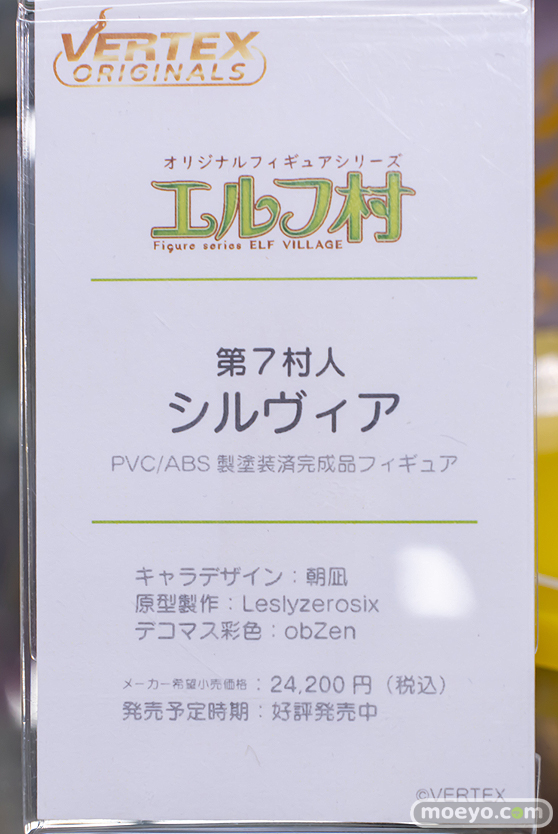 VERTEX
ORIGINALS
オリジナルフィギュアシリーズ
エルフ村
Figure series ELF VILLAGE
第7村人
シルヴィア
PVC/ABS 製塗装済完成品フィギュア
キャラデザイン：朝凪
原型製作：Leslyzerosix
デコマス彩色：obZen
メーカー希望小売価格：24,200円（税込）
発売予定時期：好評発売中
©VERTEX
moeyo.com